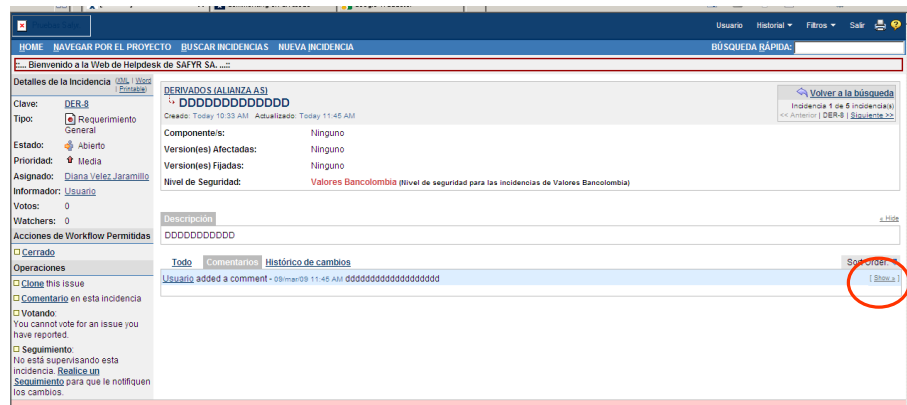 Usuario Historial Filtros Salir
HOME NAVEGAR POR EL PROYECTO BUSCAR INCIDENCIAS NUEVA INCIDENCIA BÚSQUEDA RÁPIDA:
::... Bienvenido a la Web de Helpdesk de SAFYR SA. ...::
Detalles de la Incidencia (XML | Word | Printable)
Clave: DER-8
Tipo: Requerimiento General
Estado: Abierto
Prioridad: Media
Asignado: Diana Velez Jaramillo
Informador: Usuario
Votos: 0
Watchers: 0
Acciones de Workflow Permitidas
Cerrado
Operaciones
Clone this issue
Comentario en esta incidencia
Votando:
You cannot vote for an issue you
have reported.
Seguimiento:
No está supervisando esta
incidencia. Realice un
Seguimiento para que le notifiquen
los cambios.
DERIVADOS (ALIANZA AS)
DDDDDDDDDDDDD
Creado: Today 10:33 AM Actualizado: Today 11:45 AM
Volver a la búsqueda
Incidencia 1 de 5 incidencia(s)
<< Anterior | DER-8 | Siguiente >>
Componente/s: Ninguno
Version(es) Afectadas: Ninguno
Version(es) Fijadas: Ninguno
Nivel de Seguridad: Valores Bancolombia (Nivel de seguridad para las incidencias de Valores Bancolombia)
Descripción « Hide
DDDDDDDDDDD
Todo Comentarios Histórico de cambios Sort Order:
Usuario added a comment - 09/mar/09 11:45 AM ddddddddddddddddddd [ Show » ]